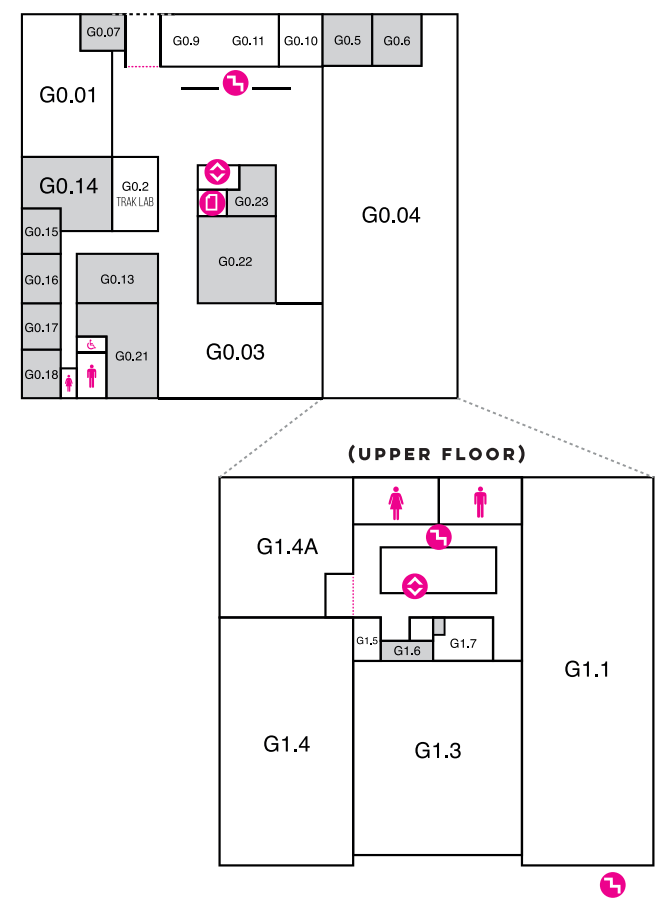 G0.07
G0.9
G0.11
G0.10
G0.5
G0.6
G0.01
G0.14
G0.2
TRAK LAB
G0.23
G0.04
G0.15
G0.22
G0.16
G0.13
G0.17
G0.21
G0.03
G0.18
(UPPER FLOOR)
G1.4A
G1.5
G1.6
G1.7
G1.1
G1.4
G1.3